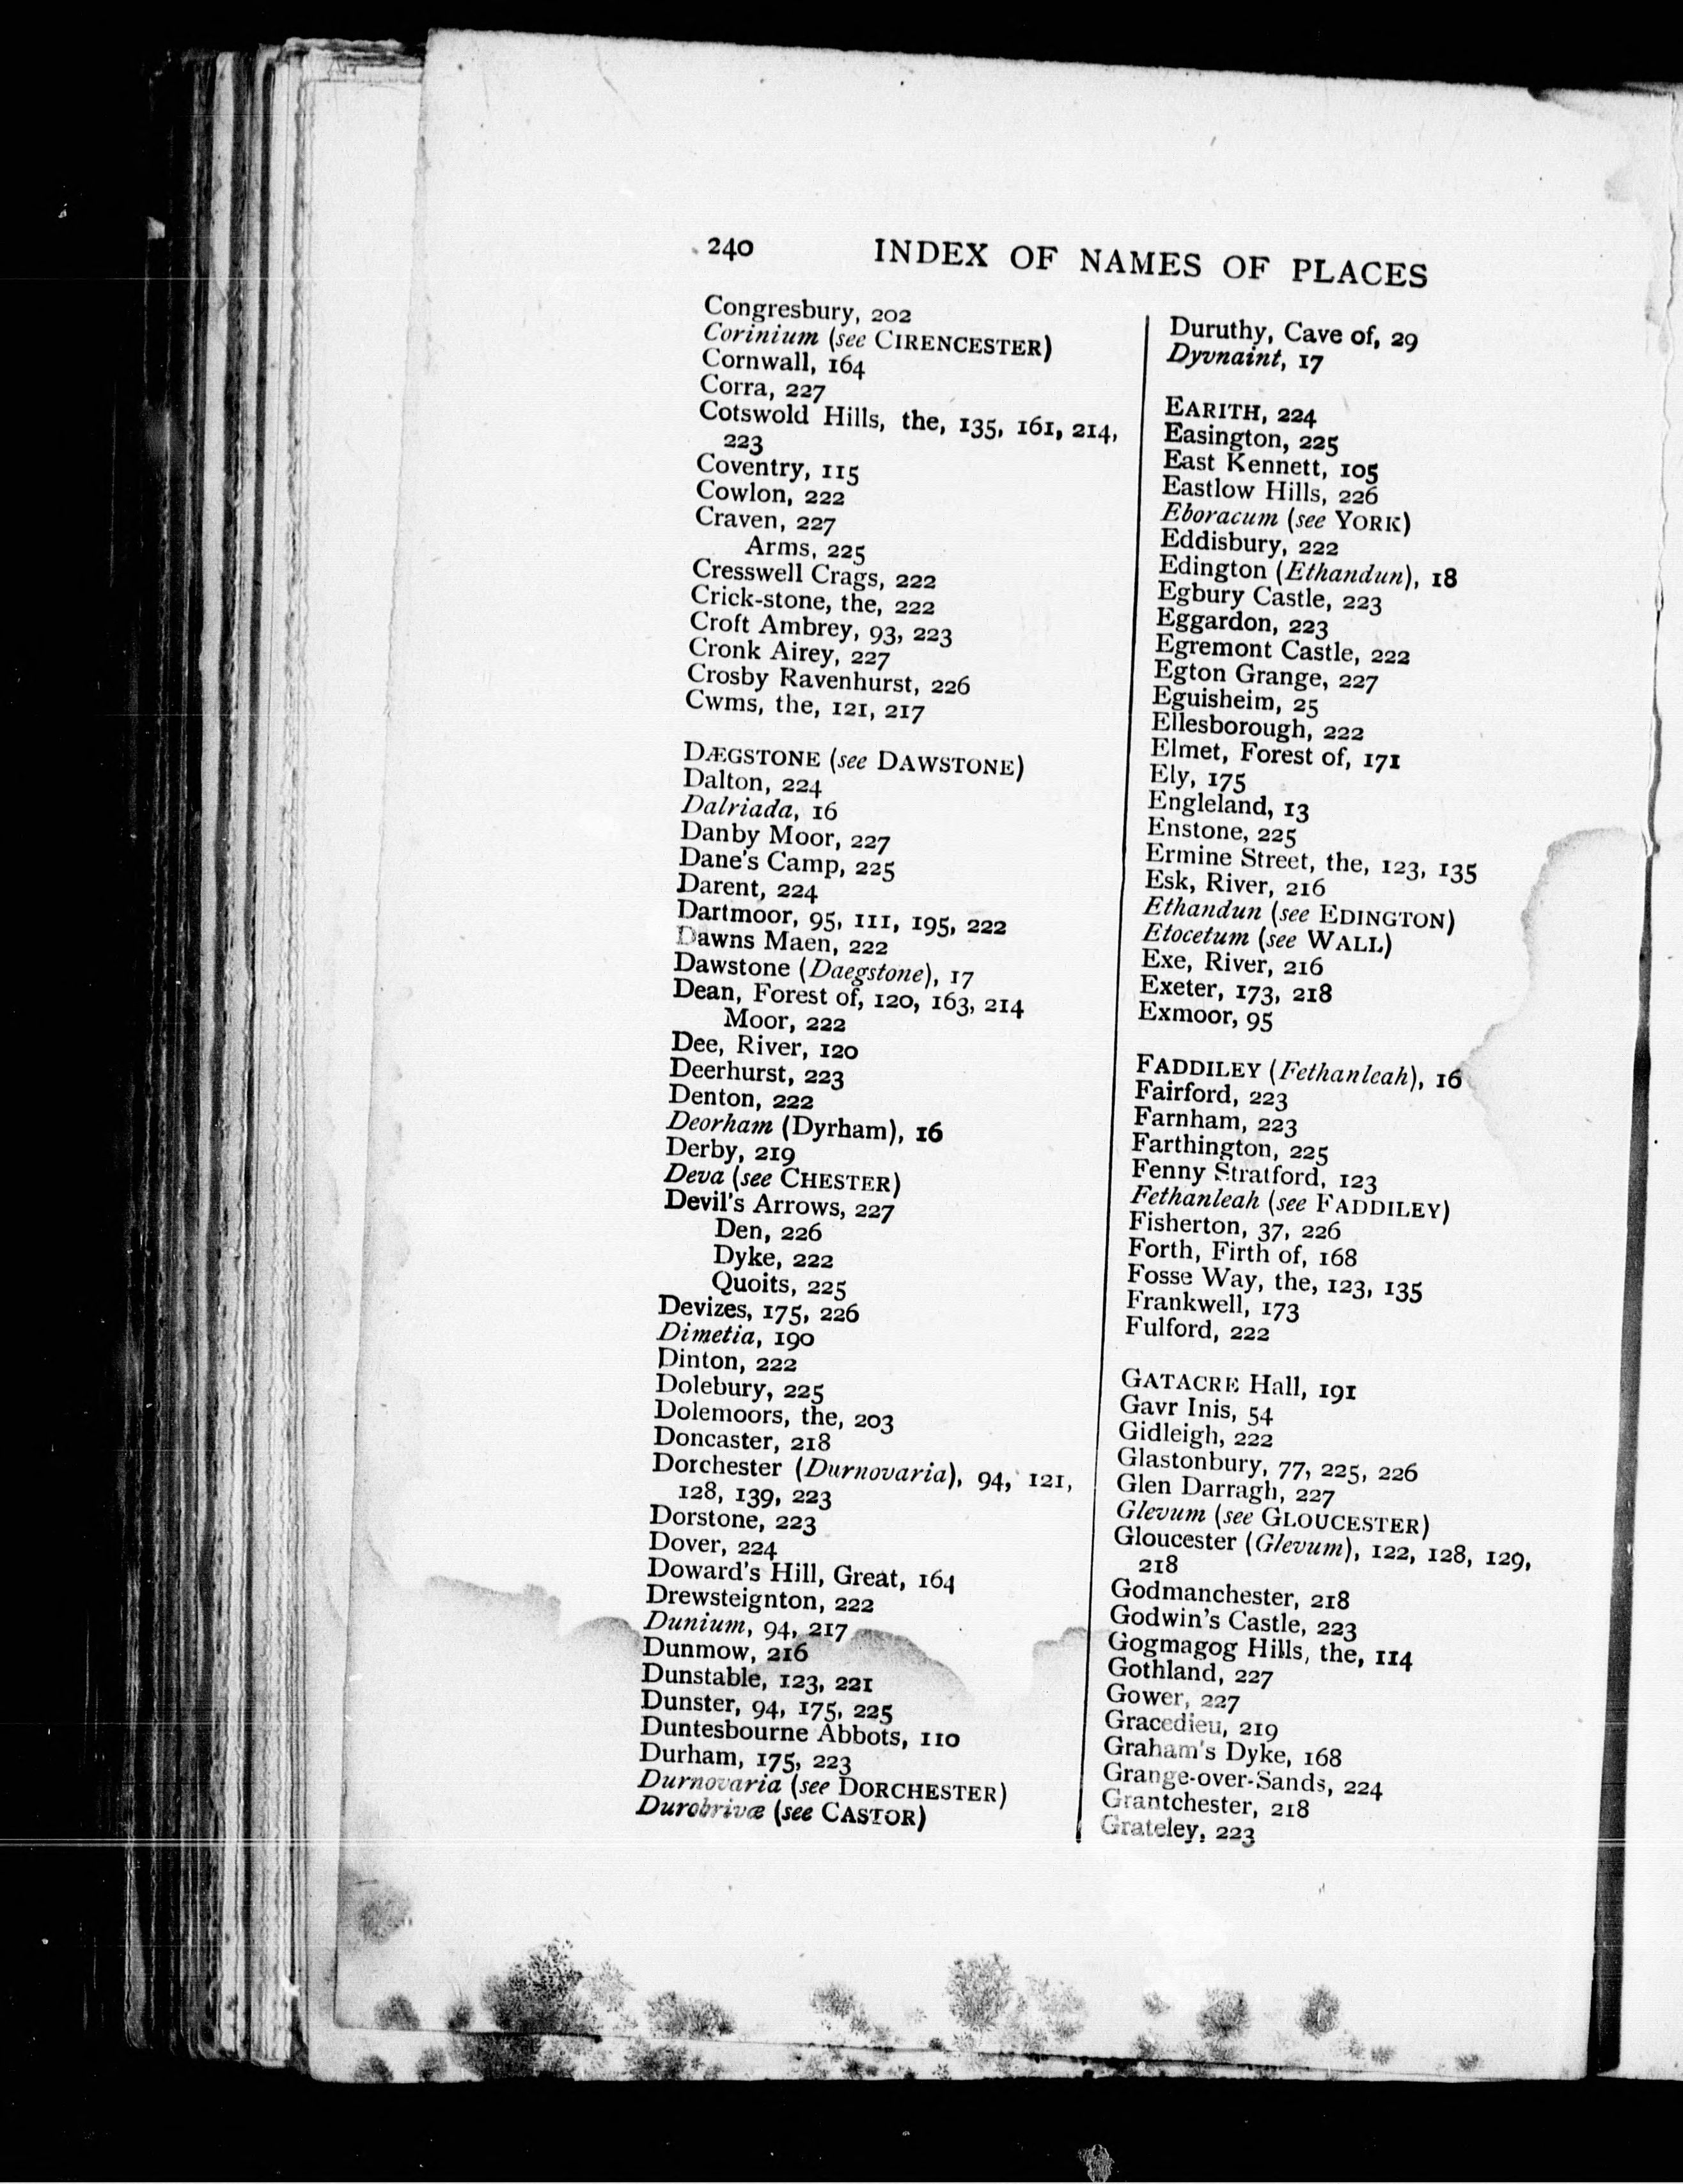 240 INDEX OF NAMES OF PLACES
Congresbury, 202
Corinium (see CIRENCESTER)
Cornwall, 164
Corra, 227
Cotswold Hills, the, 135, 161, 214,
223
Coventry, 115
Cowlon, 222
Craven, 227
Arms, 225
Cresswell Crags, 222
Crick-stone, the, 222
Croft Ambrey, 93, 223
Cronk Airey, 227
Crosby Ravenhurst, 226
Cwms, the, 121, 217
DÆGSTONE (see DAWSTONE)
Dalton, 224
Dalriada, 16
Danby Moor, 227
Dane's Camp, 225
Darent, 224
Dartmoor, 95, 111, 195, 222
Dawns Maen, 222
Dawstone (Daegstone), 17
Dean, Forest of, 120, 163, 214
Moor, 222
Dee, River, 120
Deerhurst, 223
Denton, 222
Deorham (Dyrham), 16
Derby, 219
Deva (see CHESTER)
Devil's Arrows, 227
Den, 226
Dyke, 222
Quoits, 225
Devizes, 175, 226
Dimetia, 190
Dinton, 222
Dolebury, 225
Dolemoors, the, 203
Doncaster, 218
Dorchester (Durnovaria), 94, 121,
128, 139, 223
Dorstone, 223
Dover, 224
Doward's Hill, Great, 164
Drewsteignton, 222
Dunium, 94, 217
Dunmow, 216
Dunstable, 123, 221
Dunster, 94, 175, 225
Duntesbourne Abbots, 110
Durham, 175, 223
Durnovaria (see DORCHESTER)
Durobrivæ (see CASTOR)
Duruthy, Cave of, 29
Dyvnaint, 17
EARITH, 224
Easington, 225
East Kennett, 105
Eastlow Hills, 226
Eboracum (see YORK)
Eddisbury, 222
Edington (Ethandun), 18
Egbury Castle, 223
Eggardon, 223
Egremont Castle, 222
Egton Grange, 227
Eguisheim, 25
Ellesborough, 222
Elmet, Forest of, 171
Ely, 175
Engleland, 13
Enstone, 225
Ermine Street, the, 123, 135
Esk, River, 216
Ethandun (see EDINGTON)
Etocetum (see WALL)
Exe, River, 216
Exeter, 173, 218
Exmoor, 95
FADDILEY (Fethanleah), 16
Fairford, 223
Farnham, 223
Farthington, 225
Fenny Stratford, 123
Fethanleah (see FADDILEY)
Fisherton, 37, 226
Forth, Firth of, 168
Fosse Way, the, 123, 135
Frankwell, 173
Fulford, 222
GATACRE Hall, 191
Gavr Inis, 54
Gidleigh, 222
Glastonbury, 77, 225, 226
Glen Darragh, 227
Glevum (see GLOUCESTER)
Gloucester (Glevum), 122, 128, 129,
218
Godmanchester, 218
Godwin's Castle, 223
Gogmagog Hills, the, 114
Gothland, 227
Gower, 227
Gracedieu, 219
Graham's Dyke, 168
Grange-over-Sands, 224
Grantchester, 218
Grateley, 223